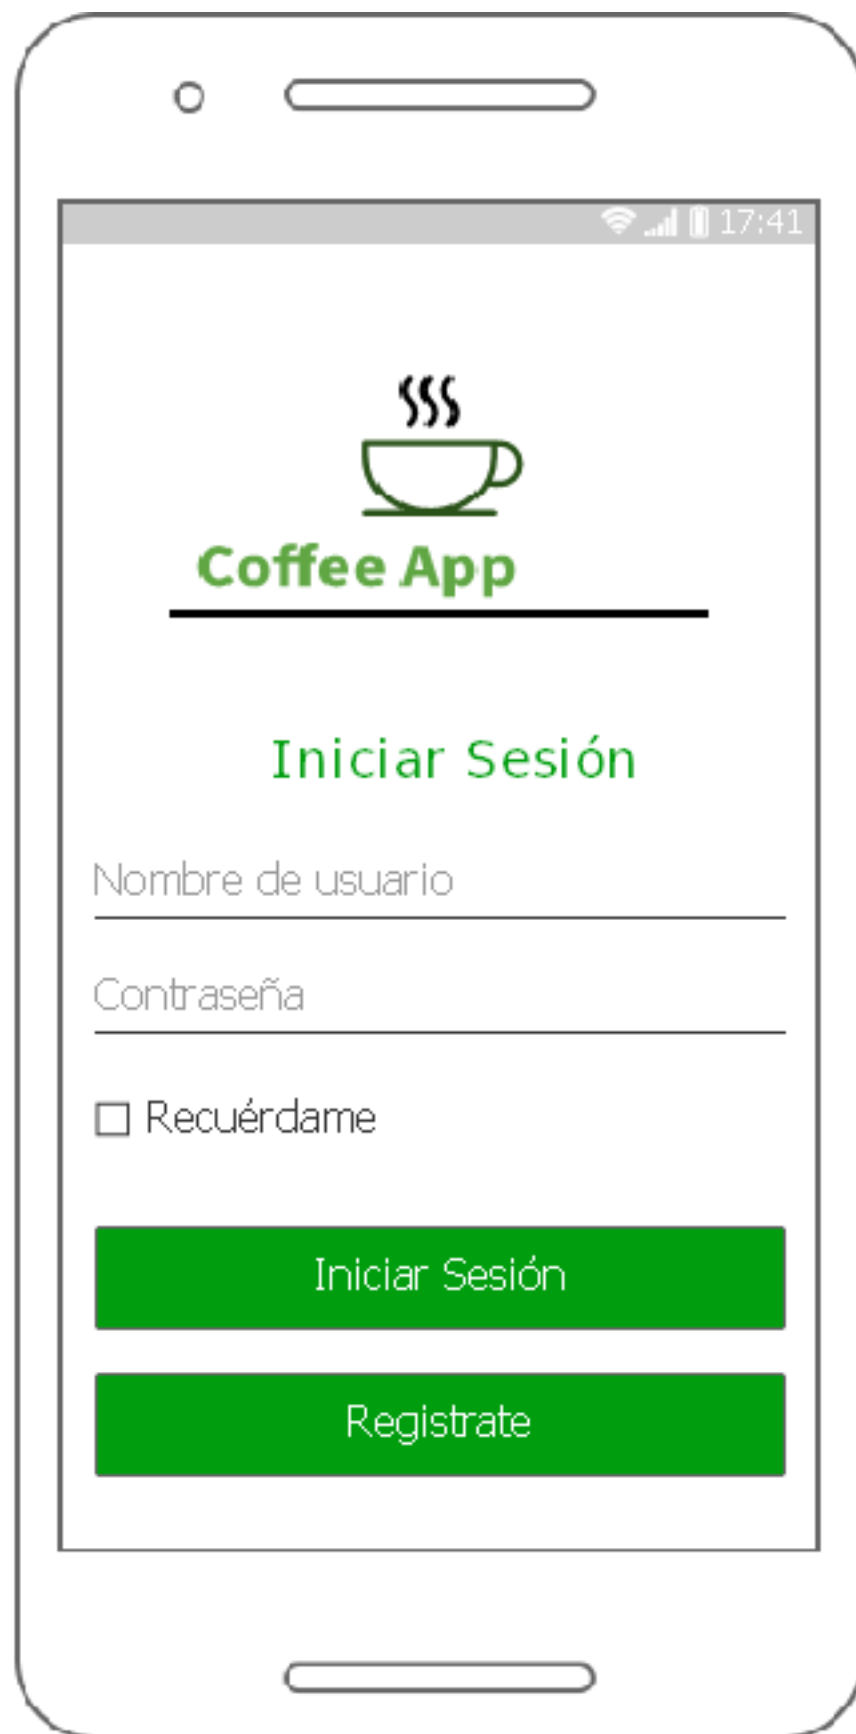 17:41
Coffee App
Iniciar Sesión
Nombre de usuario
Contraseña
Recuérdame
Iniciar Sesión
Registrate